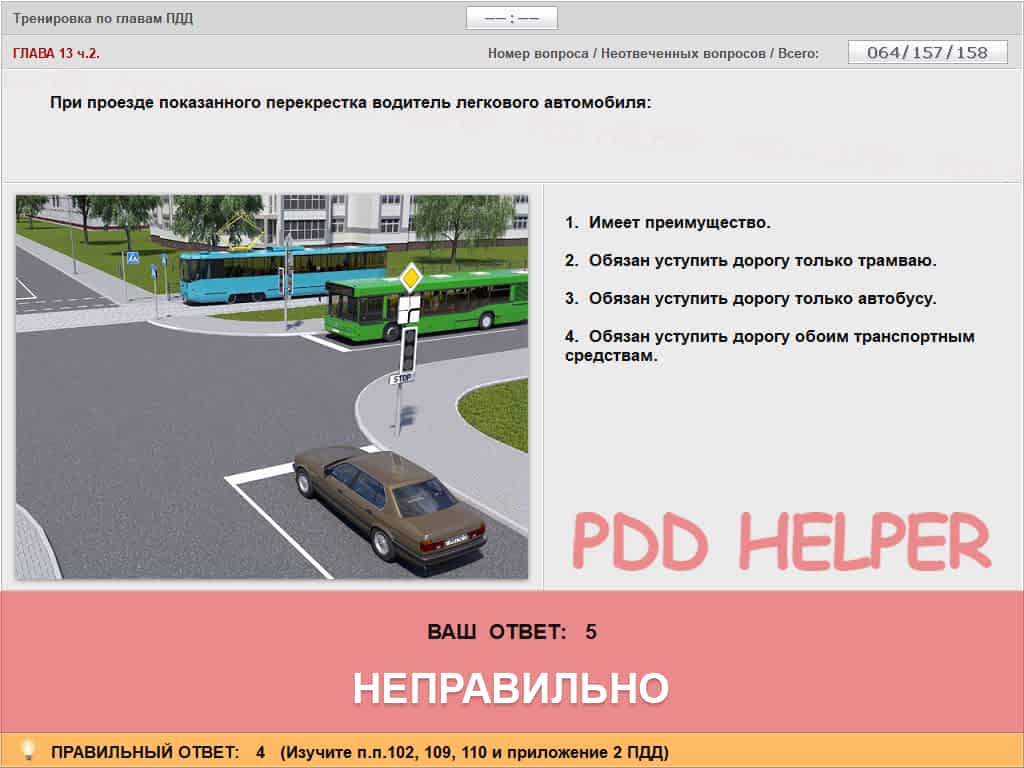 Тренировка по главам ПДД
—— : ——
ГЛАВА 13 ч.2.
Номер вопроса / Неотвеченных вопросов / Всего:
064/157/158
При проезде показанного перекрестка водитель легкового автомобиля:
1. Имеет преимущество.
2. Обязан уступить дорогу только трамваю.
3. Обязан уступить дорогу только автобусу.
4. Обязан уступить дорогу обоим транспортным
средствам.
STOP
PDD HELPER
ВАШ ОТВЕТ: 5
НЕПРАВИЛЬНО
ПРАВИЛЬНЫЙ ОТВЕТ: 4 (Изучите п.п.102, 109, 110 и приложение 2 ПДД)